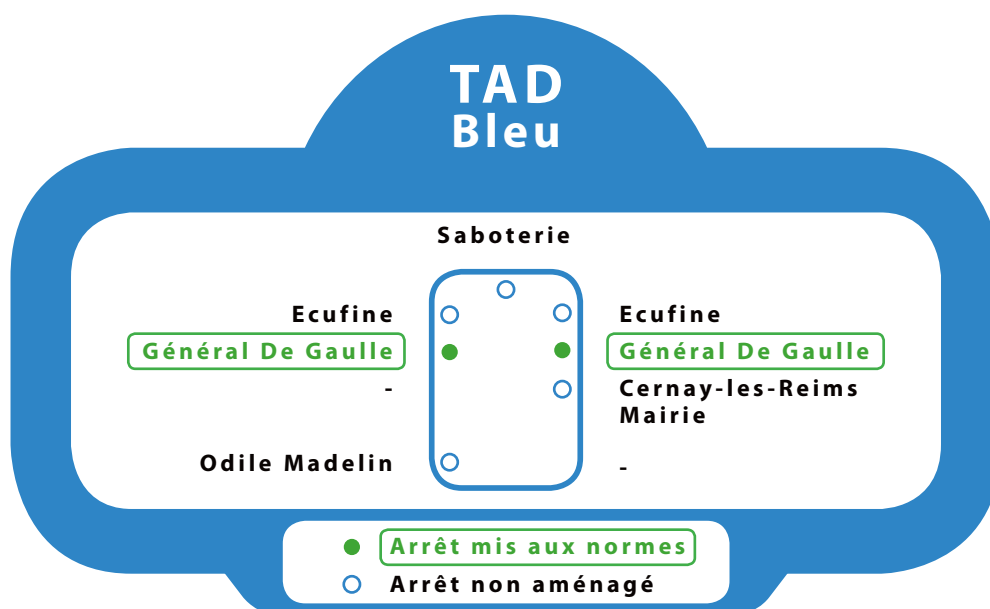 TAD
Bleu
Saboterie
Ecufine
Général De Gaulle
-
Odile Madelin
Ecufine
Général De Gaulle
Cernay-les-Reims
Mairie
-
Arrêt mis aux normes
Arrêt non aménagé